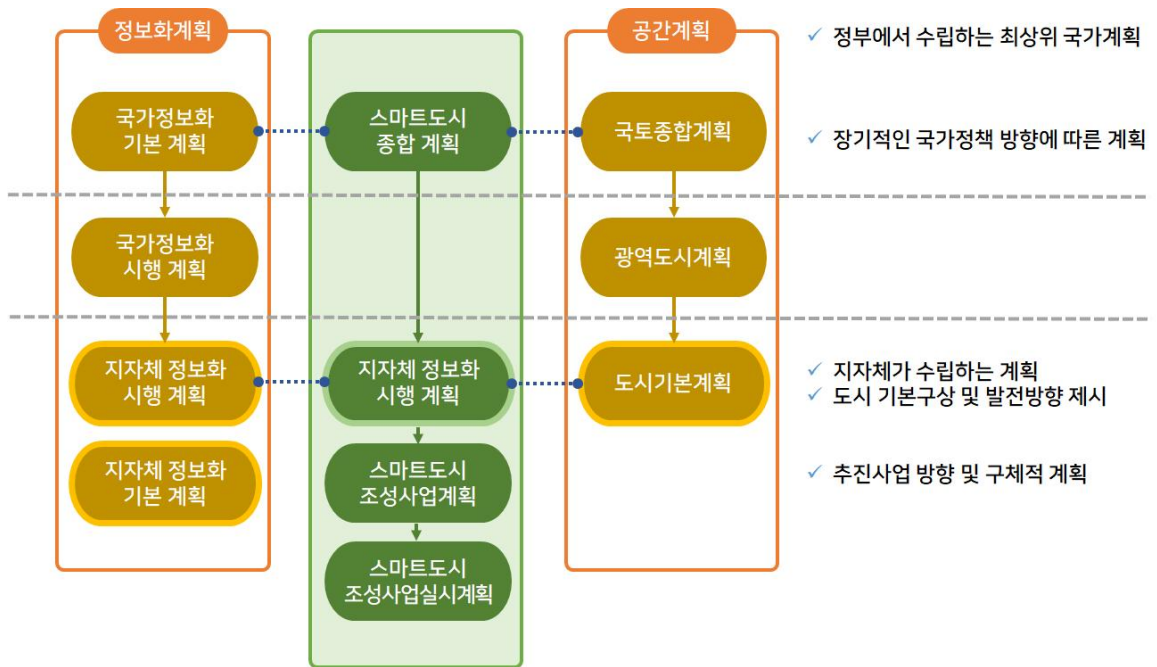 정보화계획
국가정보화
기본 계획
국가정보화
시행 계획
지자체 정보화
시행 계획
지자체 정보화
기본 계획
스마트도시
종합 계획
지자체 정보화
시행 계획
스마트도시
조성사업계획
스마트도시
조성사업실시계획
공간계획
국토종합계획
광역도시계획
도시기본계획
✓ 정부에서 수립하는 최상위 국가계획
✓ 장기적인 국가정책 방향에 따른 계획
✓ 지자체가 수립하는 계획
✓ 도시 기본구상 및 발전방향 제시
✓ 추진사업 방향 및 구체적 계획